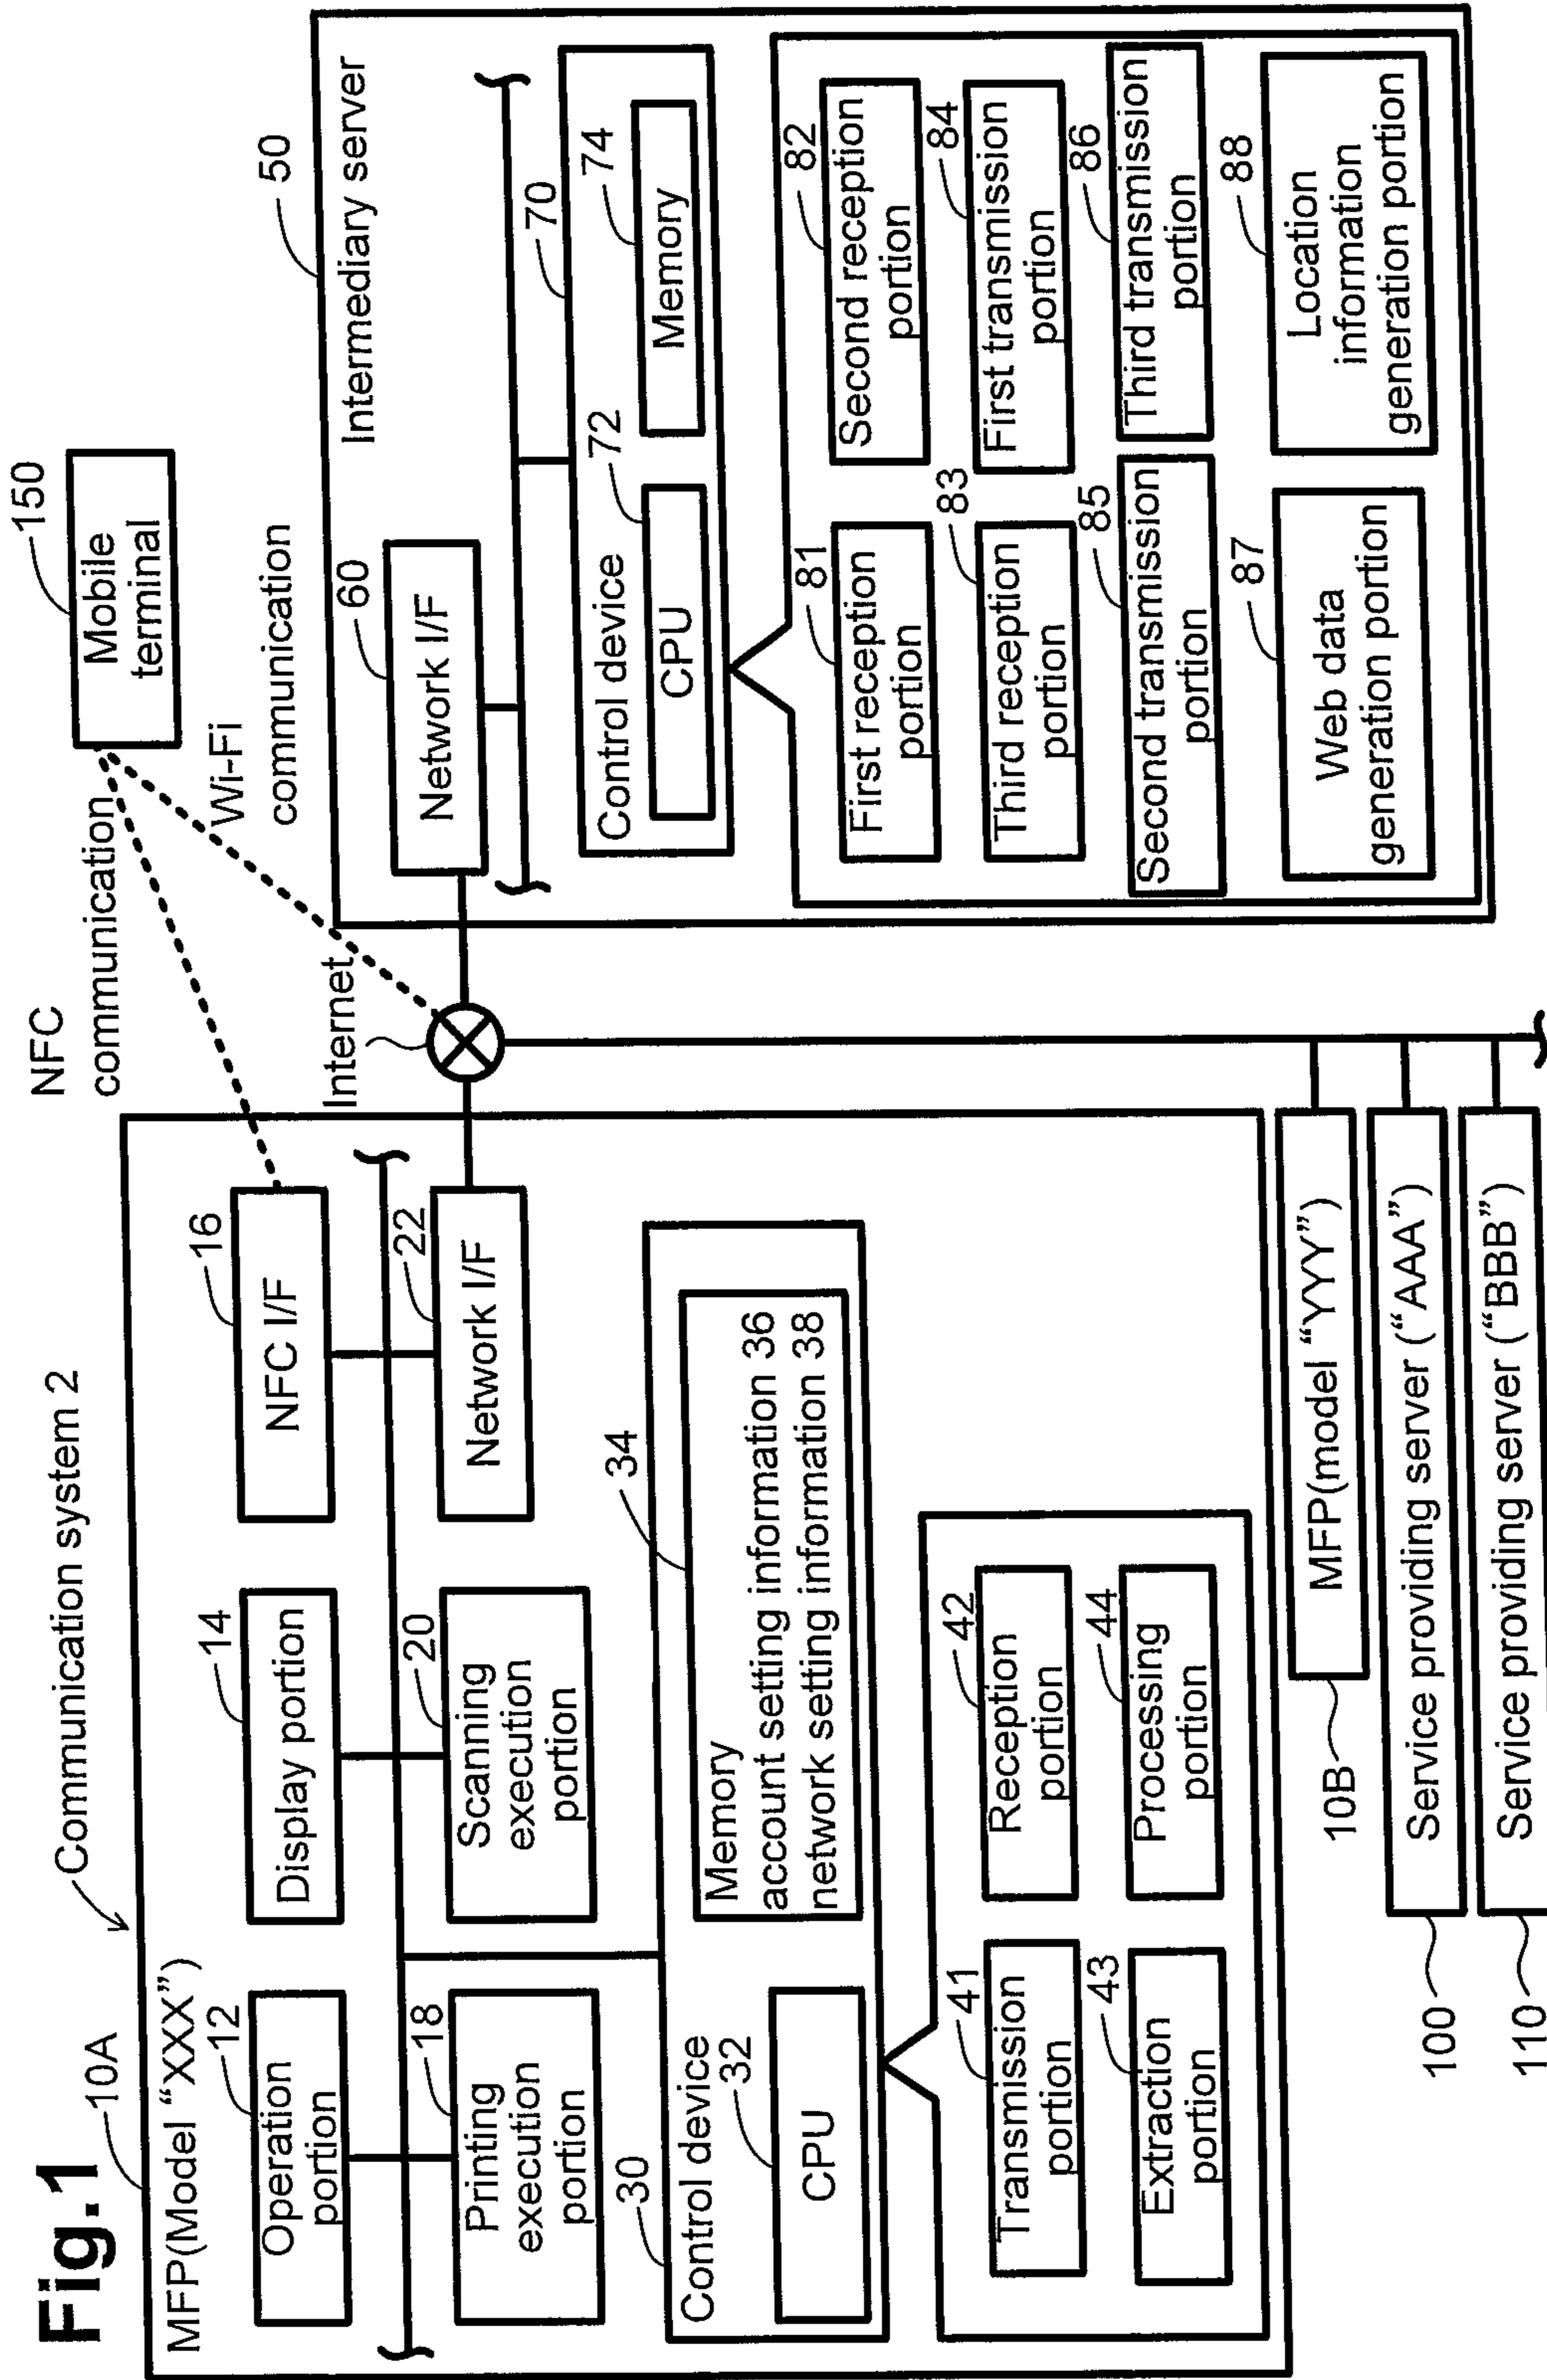 Fig.1
Communication system 2
10A
MFP(Model “XXX”)
12
Operation
portion
14
Display portion
16
NFC I/F
18
Printing
execution
portion
20
Scanning
execution
portion
22
Network I/F
30
Control device
32
CPU
34
Memory
account setting information 36
network setting information 38
41
Transmission
portion
42
Reception
portion
43
Extraction
portion
44
Processing
portion
10B
MFP(model “YYY”)
100
Service providing server (“AAA”)
110
Service providing server (“BBB”)
NFC
communication
Internet
Wi-Fi
communication
150
Mobile
terminal
50
Intermediary server
60
Network I/F
70
Control device
72
CPU
74
Memory
81
First reception
portion
82
Second reception
portion
83
Third reception
portion
84
First transmission
portion
85
Second transmission
portion
86
Third transmission
portion
87
Web data
generation portion
88
Location
information
generation portion